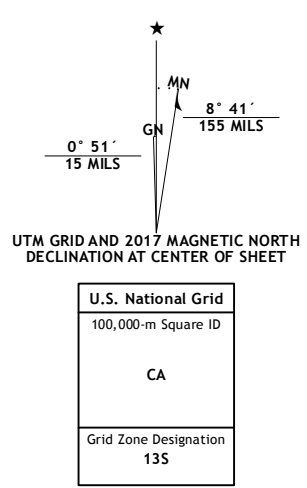 ★
MN
GN
8° 41´
155 MILS
0° 51´
15 MILS
UTM GRID AND 2017 MAGNETIC NORTH
DECLINATION AT CENTER OF SHEET
U.S. National Grid
100,000-m Square ID
CA
Grid Zone Designation
13S